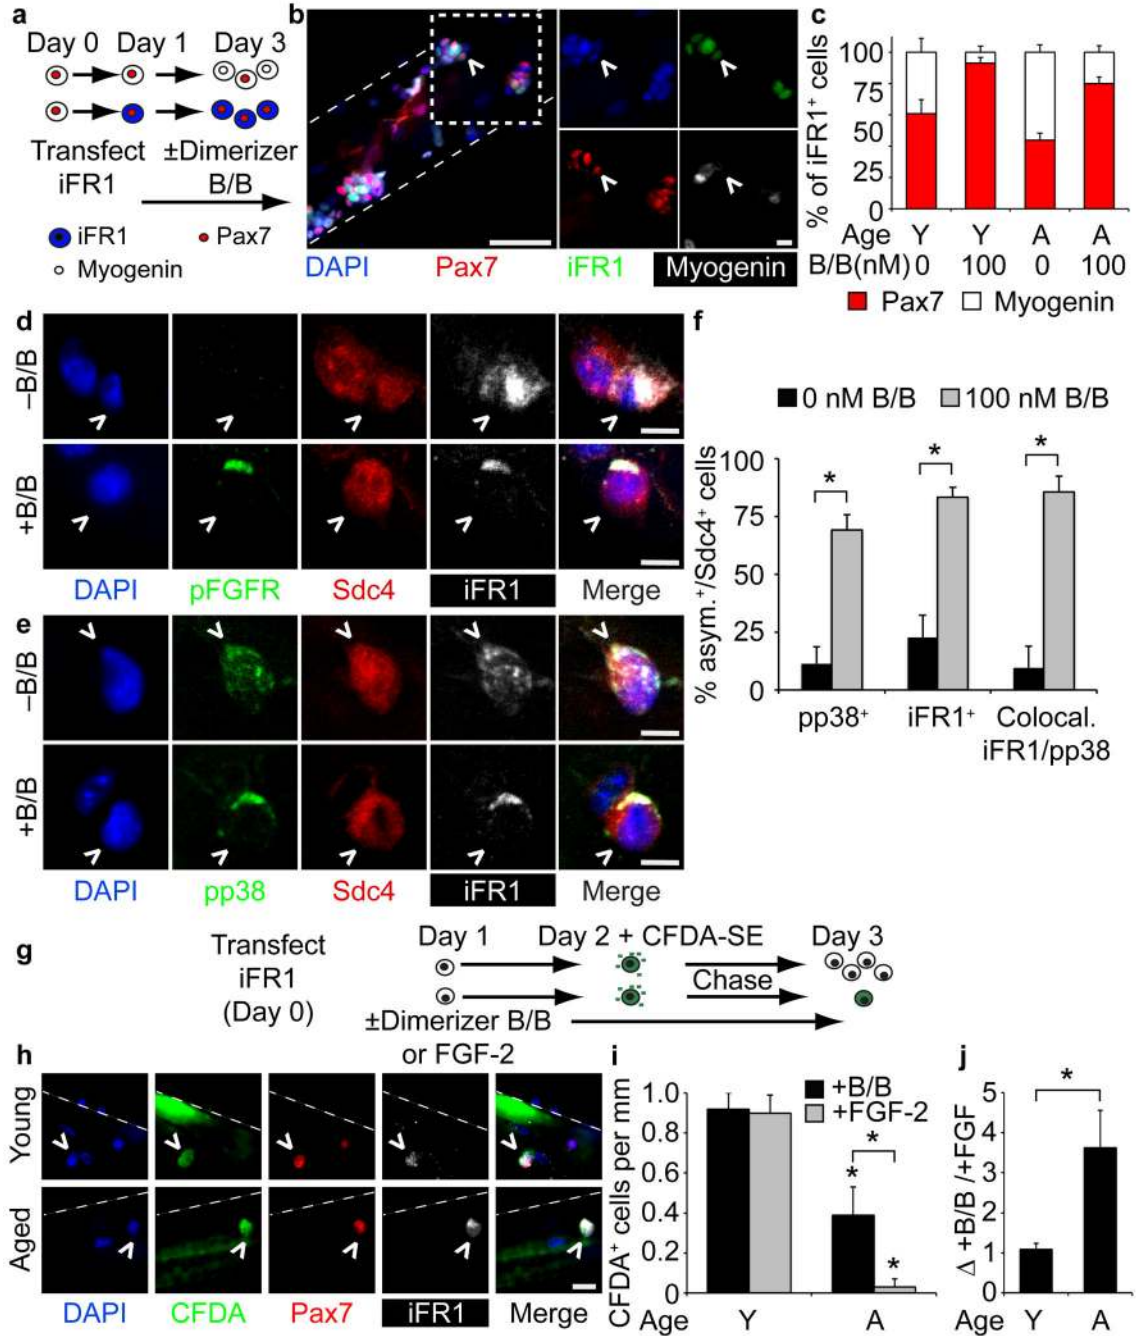 a
Day 0 Day 1 Day 3
Transfect iFR1
±Dimerizer B/B
iFR1
Pax7
Myogenin
b
DAPI Pax7 iFR1 Myogenin
c
% of iFR1⁺ cells
100
75
50
25
0
Age Y Y A A
B/B(nM) 0 100 0 100
Pax7 Myogenin
d
–B/B
+B/B
DAPI pFGFR Sdc4 iFR1 Merge
e
–B/B
+B/B
DAPI pp38 Sdc4 iFR1 Merge
f
0 nM B/B 100 nM B/B
% asym.⁺/Sdc4⁺ cells
100
75
50
25
0
* * *
pp38⁺ iFR1⁺ Colocal. iFR1/pp38
g
Transfect
iFR1
(Day 0)
Day 1 Day 2 + CFDA-SE Day 3
Chase
±Dimerizer B/B
or FGF-2
h
Young
Aged
DAPI CFDA Pax7 iFR1 Merge
i
CFDA⁺ cells per mm
1.0
0.8
0.6
0.4
0.2
0
+B/B
+FGF-2
*
*
*
Age Y A
j
Δ +B/B /+FGF
5
4
3
2
1
0
*
Age Y A